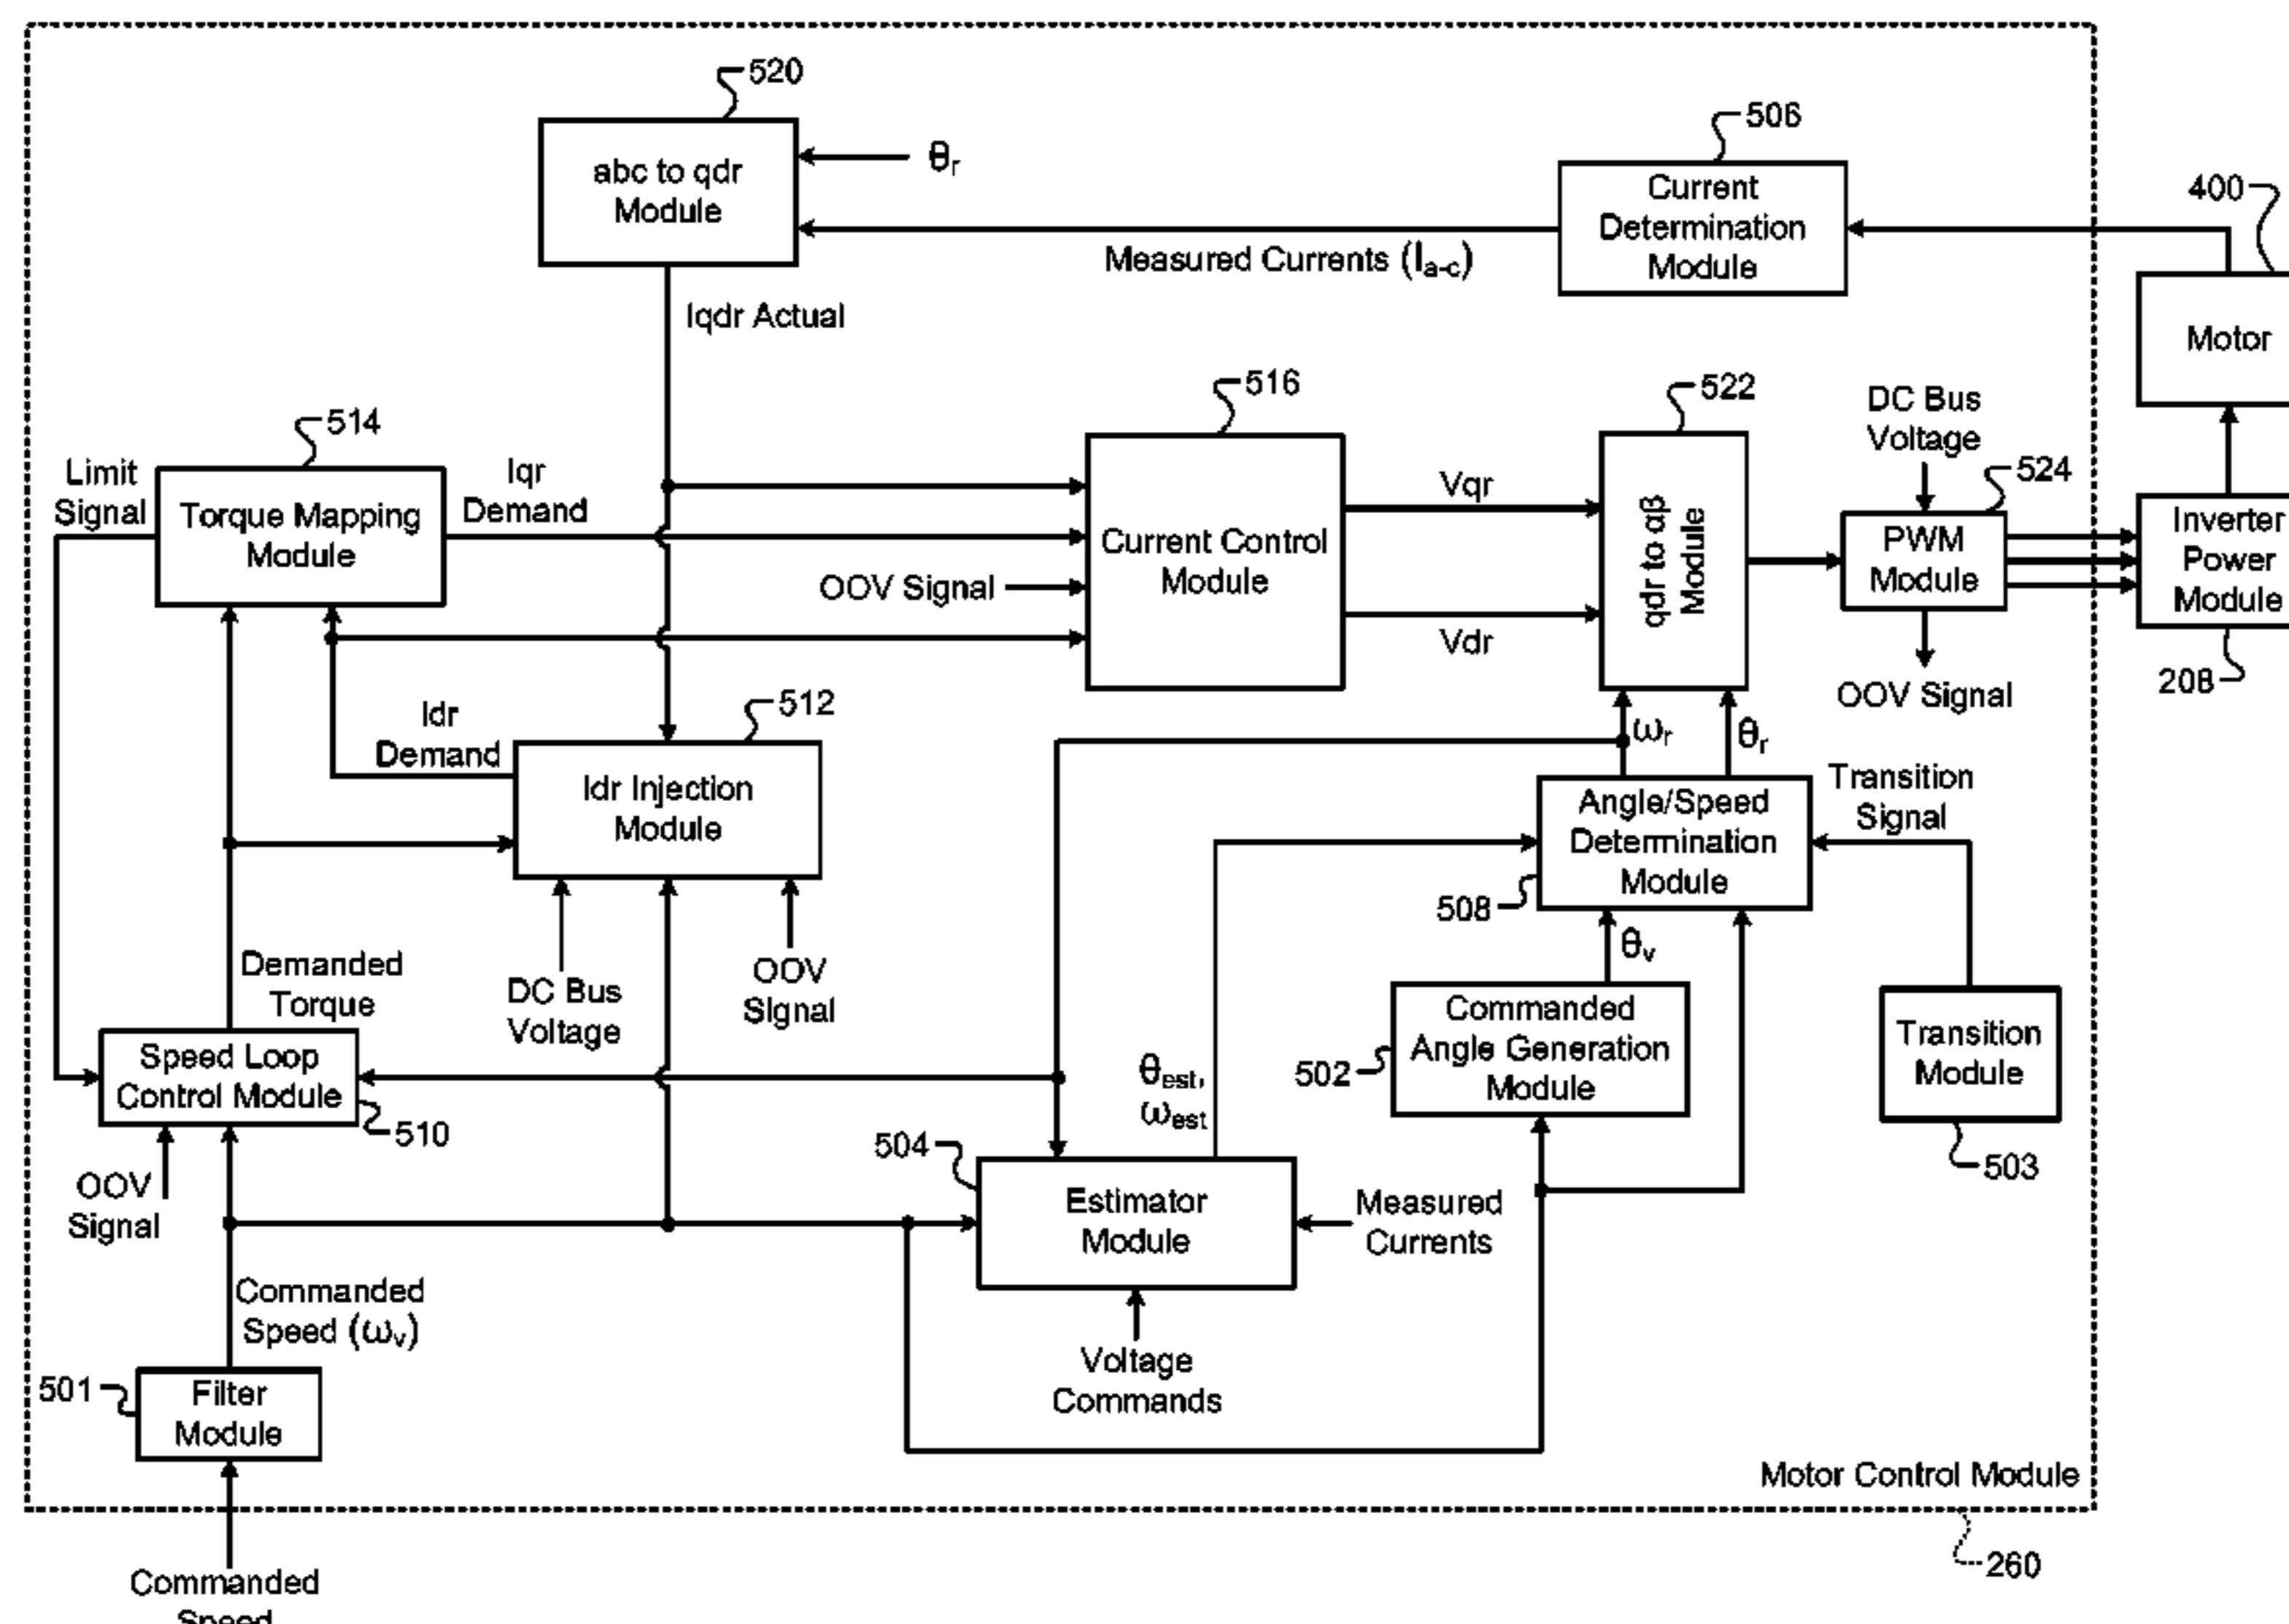 520
abc to qdr
Module
θr
506
Current
Determination
Module
Measured Currents (Ia-c)
400
Motor
Iqdr Actual
514
Limit
Signal
Torque Mapping
Module
Iqr
Demand
516
Current Control
Module
OOV Signal
Vqr
Vdr
522
qdr to αβ
Module
DC Bus
Voltage
524
PWM
Module
OOV Signal
Inverter
Power
Module
208
512
Idr
Demand
Idr Injection
Module
DC Bus
Voltage
OOV
Signal
ωr
θr
Angle/Speed
Determination
Module
508
Transition
Signal
θv
Commanded
Angle Generation
Module
502
Transition
Module
503
Demanded
Torque
Speed Loop
Control Module
510
OOV
Signal
θest,
ωest
504
Estimator
Module
Measured
Currents
Voltage
Commands
Commanded
Speed (ωv)
501
Filter
Module
Motor Control Module
260
Commanded
Speed